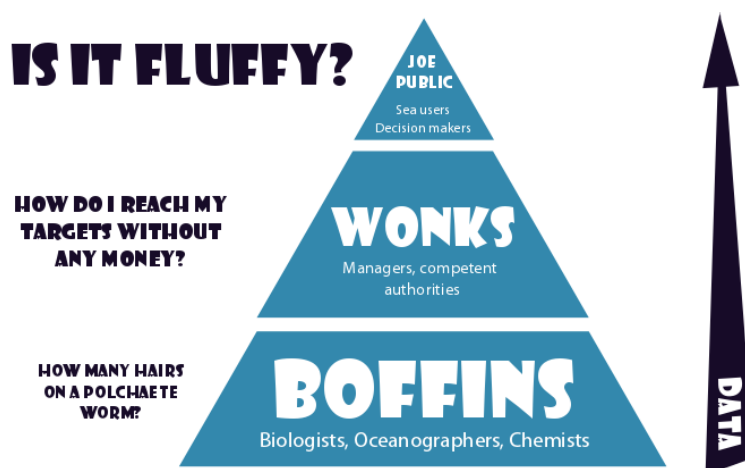 IS IT FLUFFY?
JOE
PUBLIC
Sea users
Decision makers
HOW DO I REACH MY
TARGETS WITHOUT
ANY MONEY?
WONKS
Managers, competent
authorities
HOW MANY HAIRS
ON A POLCHAETE
WORM?
BOFFINS
Biologists, Oceanographers, Chemists
DATA